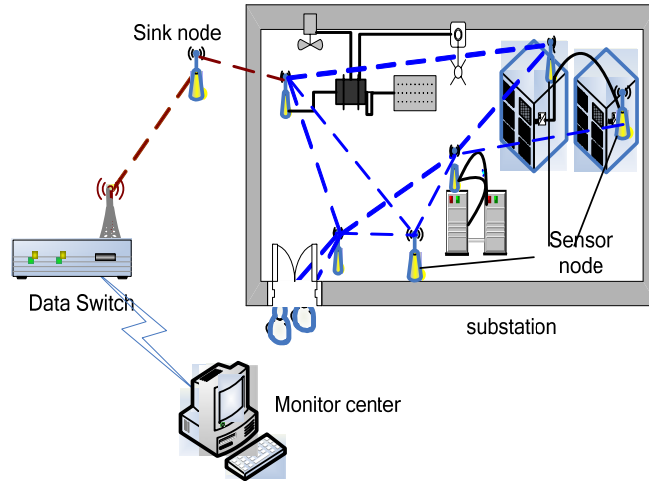 Sink node
Sensor
node
Data Switch
substation
Monitor center